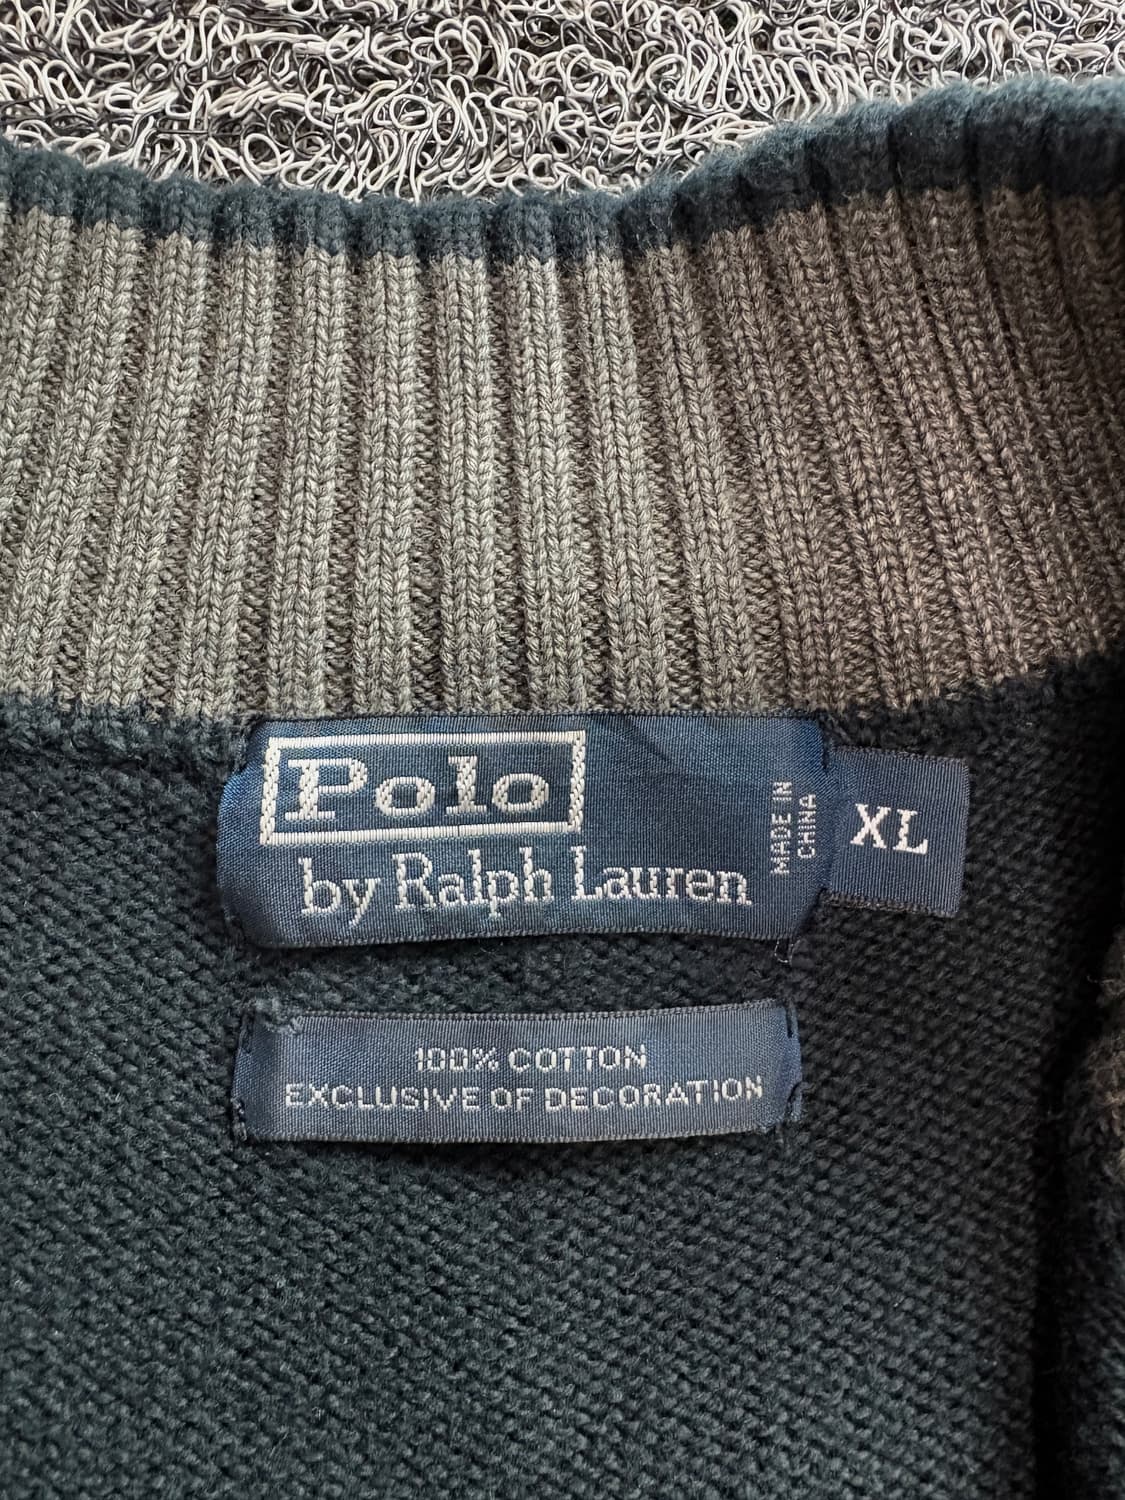 Polo
by Ralph Lauren
MADE IN
CHINA
XL
100% COTTON
EXCLUSIVE OF DECORATION